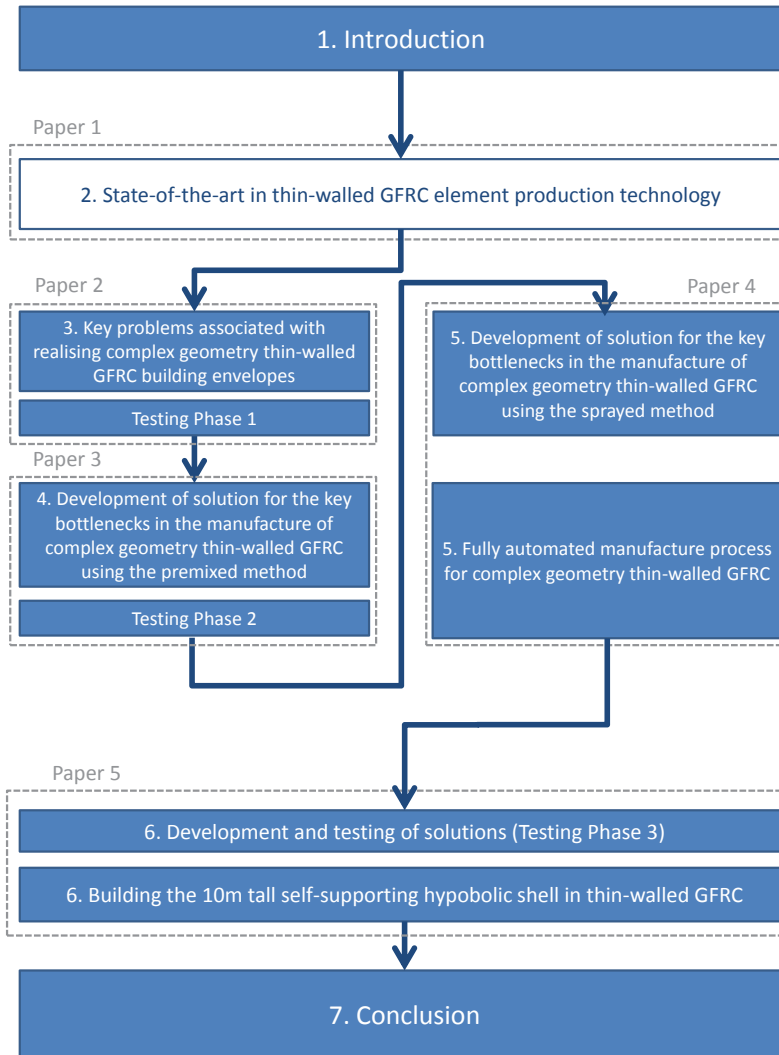 1. Introduction
Paper 1
2. State-of-the-art in thin-walled GFRC element production technology
Paper 2
3. Key problems associated with
realising complex geometry thin-walled
GFRC building envelopes
Testing Phase 1
Paper 3
4. Development of solution for the key
bottlenecks in the manufacture of
complex geometry thin-walled GFRC
using the premixed method
Testing Phase 2
Paper 4
5. Development of solution for the key
bottlenecks in the manufacture of
complex geometry thin-walled GFRC
using the sprayed method
5. Fully automated manufacture process
for complex geometry thin-walled GFRC
Paper 5
6. Development and testing of solutions (Testing Phase 3)
6. Building the 10m tall self-supporting hypobolic shell in thin-walled GFRC
7. Conclusion